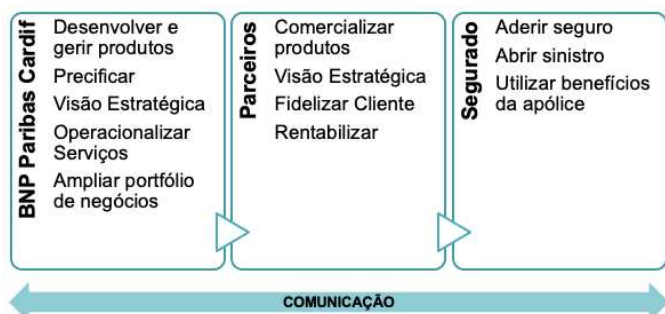 BNP Paribas Cardif
Desenvolver e
gerir produtos
Precificar
Visão Estratégica
Operacionalizar
Serviços
Ampliar portfólio
de negócios
Parceiros
Comercializar
produtos
Visão Estratégica
Fidelizar Cliente
Rentabilizar
Segurado
Aderir seguro
Abrir sinistro
Utilizar benefícios
da apólice
COMUNICAÇÃO